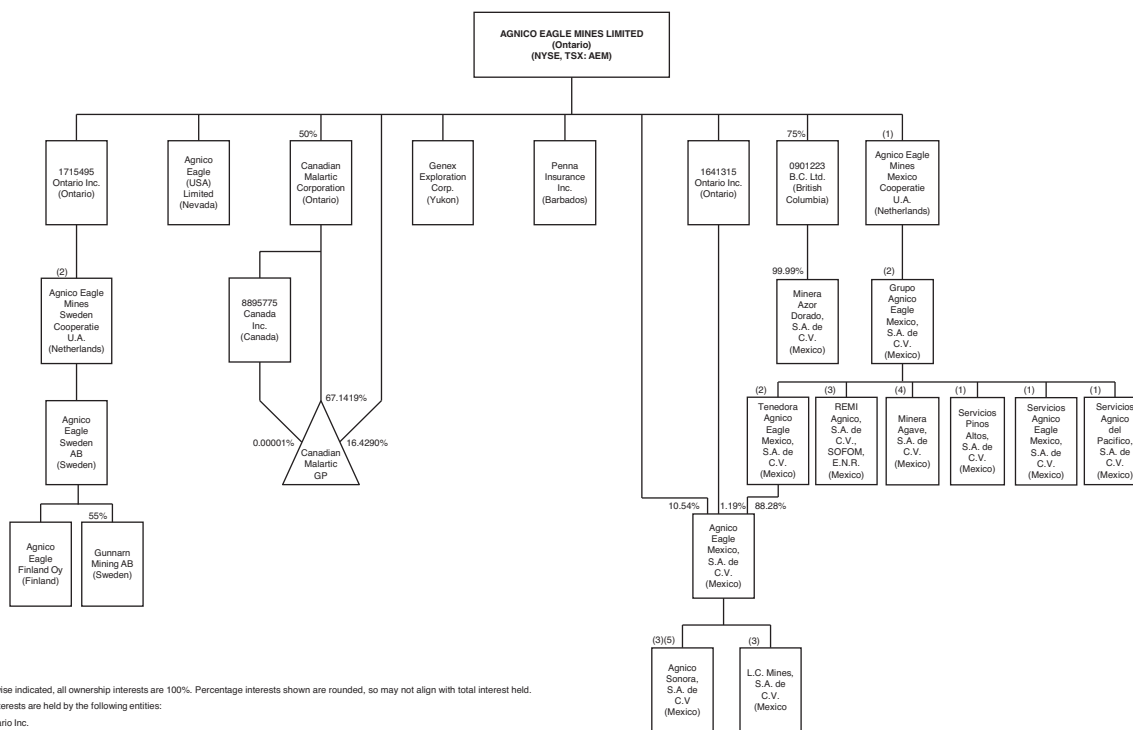 AGNICO EAGLE MINES LIMITED
(Ontario)
(NYSE, TSX: AEM)
1715495
Ontario Inc.
(Ontario)
Agnico
Eagle
(USA)
Limited
(Nevada)
50%
Canadian
Malartic
Corporation
(Ontario)
Genex
Exploration
Corp.
(Yukon)
Penna
Insurance
Inc.
(Barbados)
1641315
Ontario Inc.
(Ontario)
75%
0901223
B.C. Ltd.
(British
Columbia)
(1)
Agnico Eagle
Mines
Mexico
Cooperatie
U.A.
(Netherlands)
(2)
Agnico Eagle
Mines
Sweden
Cooperatie
U.A.
(Netherlands)
8895775
Canada
Inc.
(Canada)
99.99%
Minera
Azor
Dorado,
S.A. de
C.V.
(Mexico)
(2)
Grupo
Agnico
Eagle
Mexico,
S.A. de
C.V.
(Mexico)
Agnico
Eagle
Sweden
AB
(Sweden)
67.1419%
0.00001%
16.4290%
Canadian
Malartic
GP
(2)
Tenedora
Agnico
Eagle
Mexico,
S.A. de
C.V.
(Mexico)
(3)
REMI
Agnico,
S.A. de
C.V.,
SOFOM,
E.N.R.
(Mexico)
(4)
Minera
Agave,
S.A. de
C.V.
(Mexico)
(1)
Servicios
Pinos
Altos,
S.A. de
C.V.
(Mexico)
(1)
Servicios
Agnico
Eagle
Mexico,
S.A. de
C.V.
(Mexico)
(1)
Servicios
Agnico
del
Pacifico,
S.A. de
C.V.
(Mexico)
Agnico
Eagle
Finland Oy
(Finland)
55%
Gunnarn
Mining AB
(Sweden)
10.54%
1.19%
88.28%
Agnico
Eagle
Mexico,
S.A. de
C.V.
(Mexico)
(3)(5)
Agnico
Sonora,
S.A. de
C.V
(Mexico)
(3)
L.C. Mines,
S.A. de
C.V.
(Mexico
indicated, all ownership interests are 100%. Percentage interests shown are rounded, so may not align with total interest held.
are held by the following entities:
Inc.